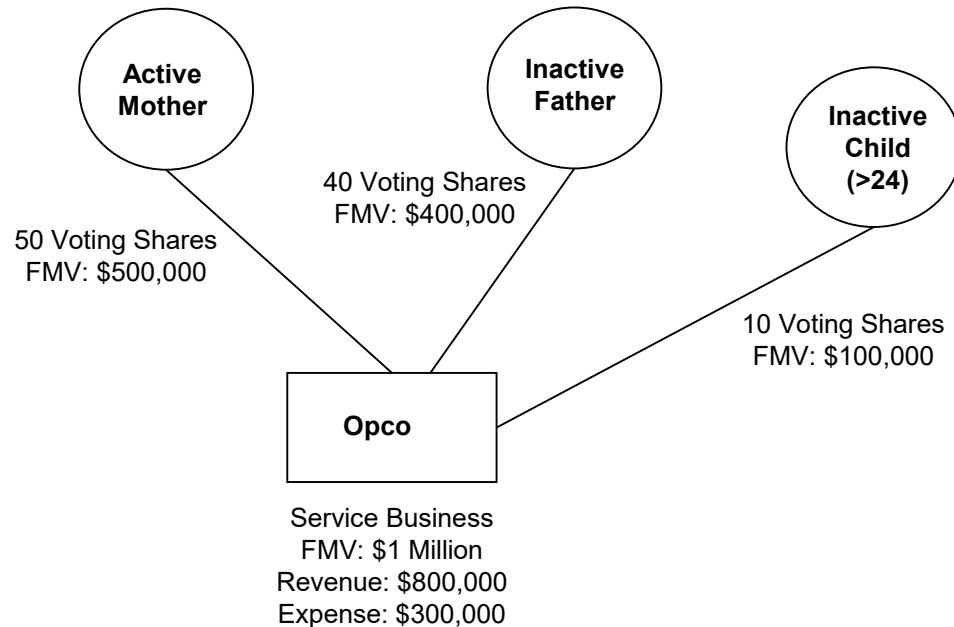 Active
Mother
Inactive
Father
Inactive
Child
(>24)
50 Voting Shares
FMV: $500,000
40 Voting Shares
FMV: $400,000
10 Voting Shares
FMV: $100,000
Opco
Service Business
FMV: $1 Million
Revenue: $800,000
Expense: $300,000